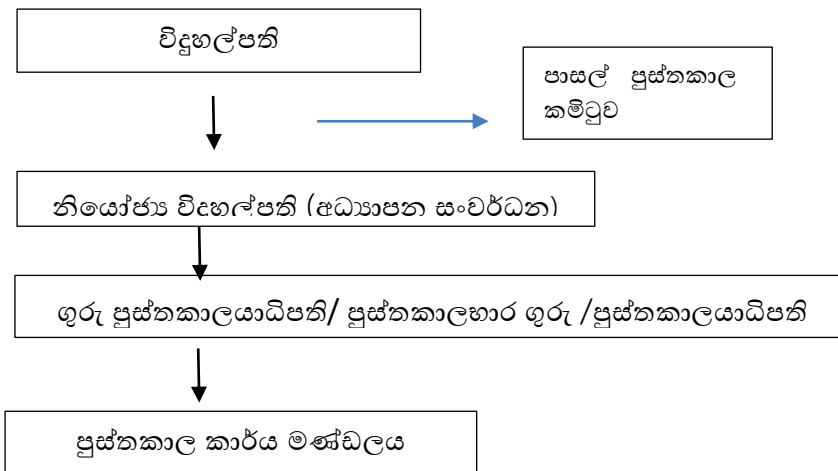 විදුහල්පති
පාසල් පුස්තකාල
කමිටුව
නියෝජ්‍ය විදුහල්පති (අධ්‍යාපන සංවර්ධන)
ගුරු පුස්තකාලයාධිපති/ පුස්තකාලභාර ගුරු /පුස්තකාලයාධිපති
පුස්තකාල කාර්ය මණ්ඩලය